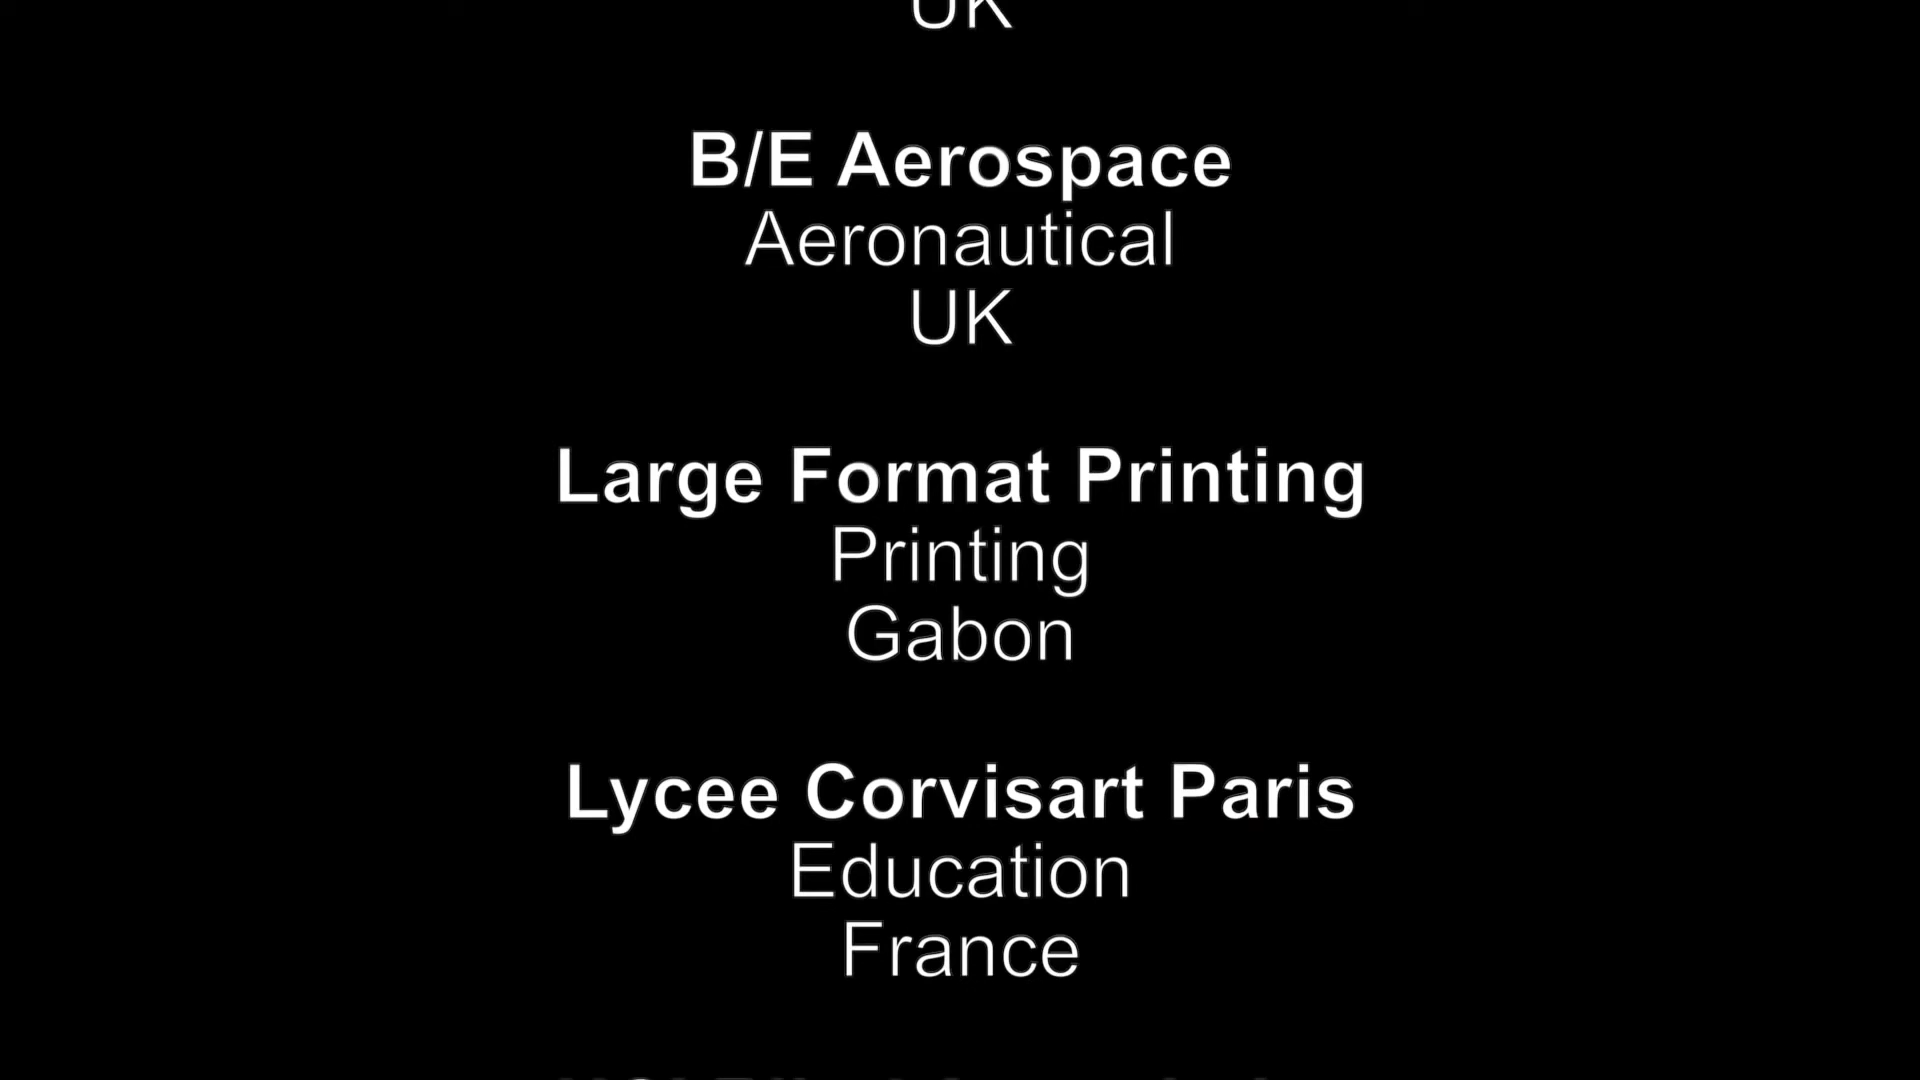 UK
B/E Aerospace
Aeronautical
UK
Large Format Printing
Printing
Gabon
Lycee Corvisart Paris
Education
France